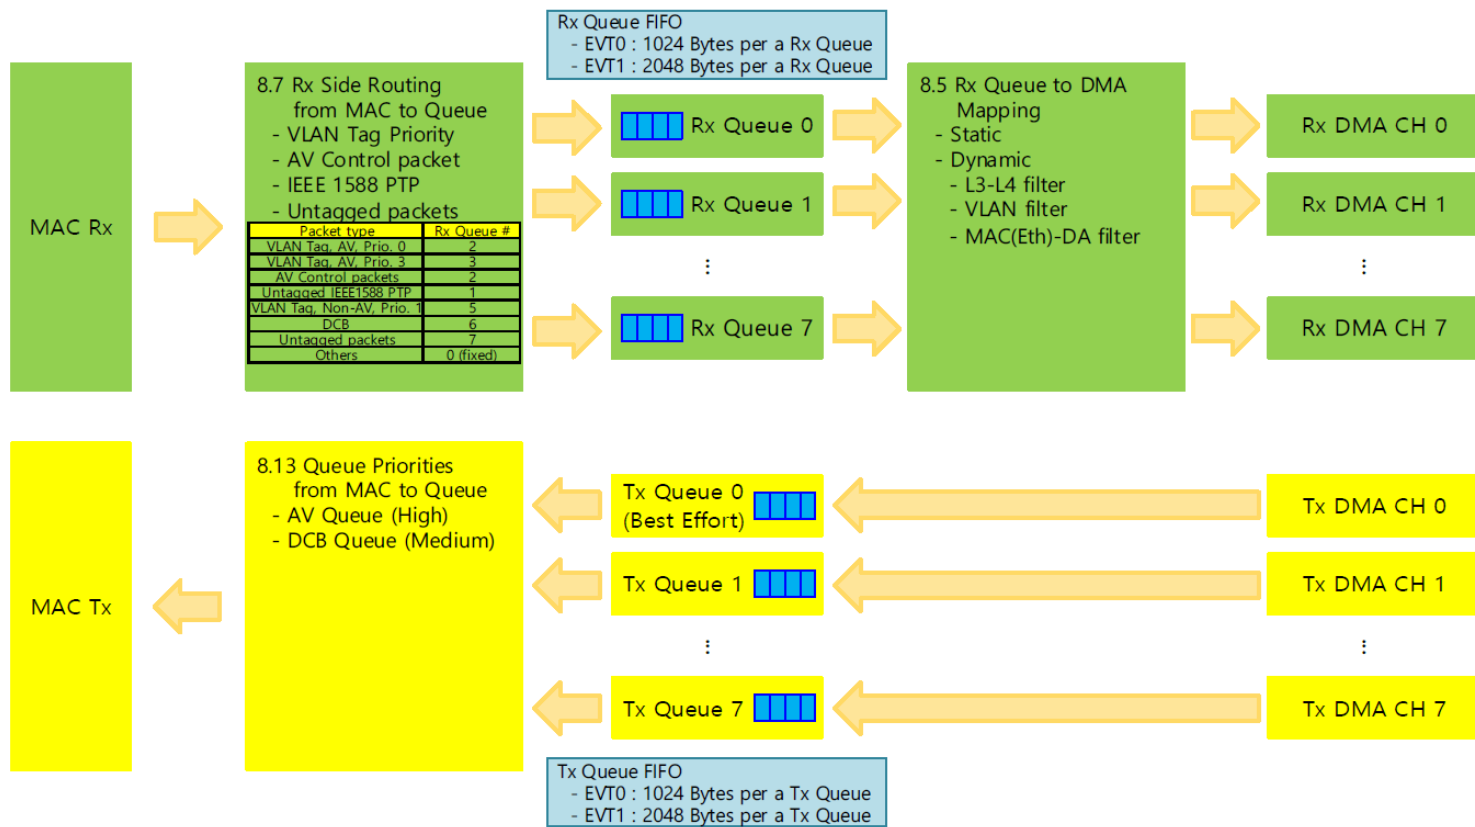 Rx Queue FIFO
- EVT0 : 1024 Bytes per a Rx Queue
- EVT1 : 2048 Bytes per a Rx Queue
MAC Rx
8.7 Rx Side Routing
from MAC to Queue
- VLAN Tag Priority
- AV Control packet
- IEEE 1588 PTP
- Untagged packets
Packet type Rx Queue #
VLAN Tag, AV, Prio. 0 2
VLAN Tag, AV, Prio. 3 3
AV Control packets 2
Untagged IEEE1588 PTP 1
VLAN Tag, Non-AV, Prio. 1 5
DCB 6
Untagged packets 7
Others 0 (fixed)
Rx Queue 0
Rx Queue 1
⋮
Rx Queue 7
8.5 Rx Queue to DMA
Mapping
- Static
- Dynamic
- L3-L4 filter
- VLAN filter
- MAC(Eth)-DA filter
Rx DMA CH 0
Rx DMA CH 1
⋮
Rx DMA CH 7
MAC Tx
8.13 Queue Priorities
from MAC to Queue
- AV Queue (High)
- DCB Queue (Medium)
Tx Queue 0
(Best Effort)
Tx Queue 1
⋮
Tx Queue 7
Tx DMA CH 0
Tx DMA CH 1
⋮
Tx DMA CH 7
Tx Queue FIFO
- EVT0 : 1024 Bytes per a Tx Queue
- EVT1 : 2048 Bytes per a Tx Queue